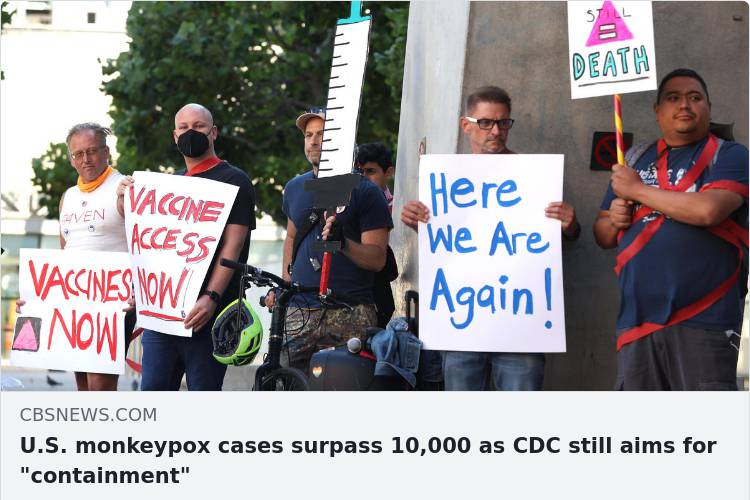 STILL
=
DEATH
VACCINE
ACCESS
NOW!
Here
We Are
Again!
VACCINES
NOW
CBSNEWS.COM
U.S. monkeypox cases surpass 10,000 as CDC still aims for
"containment"